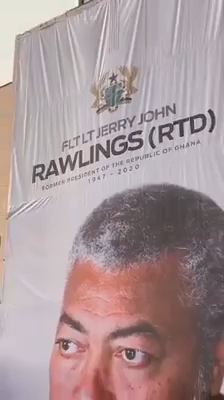 FLT LT JERRY JOHN
RAWLINGS (RTD)
FORMER PRESIDENT OF THE REPUBLIC OF GHANA
1947 - 2020